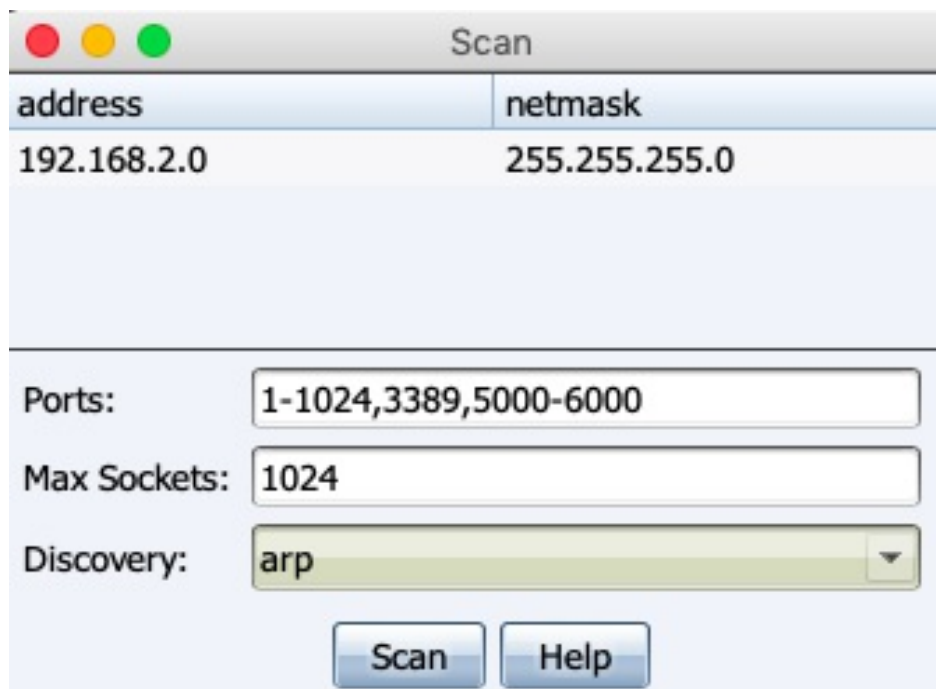 Scan
address netmask
192.168.2.0 255.255.255.0
Ports: 1-1024,3389,5000-6000
Max Sockets: 1024
Discovery: arp
Scan Help